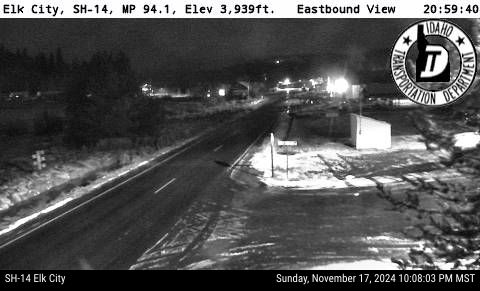 Elk City, SH-14, MP 94.1, Elev 3,939ft. Eastbound View 20:59:40
IDAHO
TRANSPORTATION DEPARTMENT
SH-14 Elk City Sunday, November 17, 2024 10:08:03 PM MST